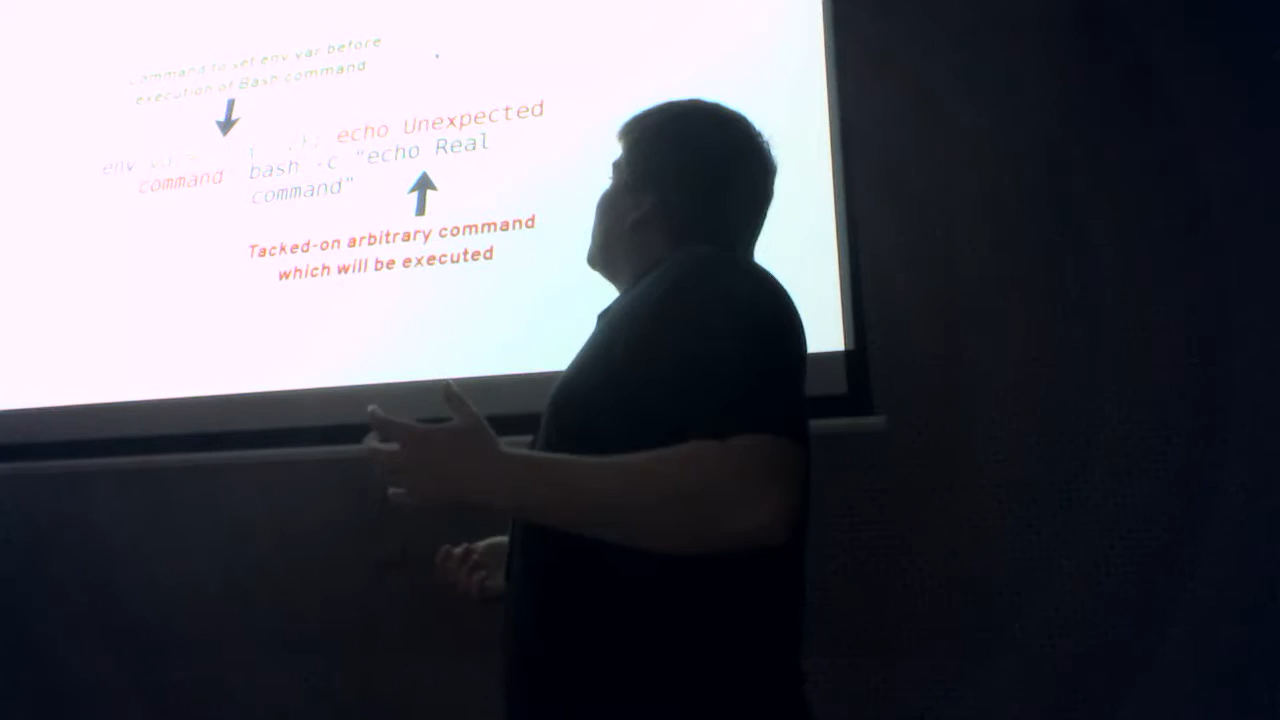 Command to set env var before
execution of Bash command
env echo Unexpected
command bash -c "echo Real
command"
Tacked-on arbitrary command
which will be executed